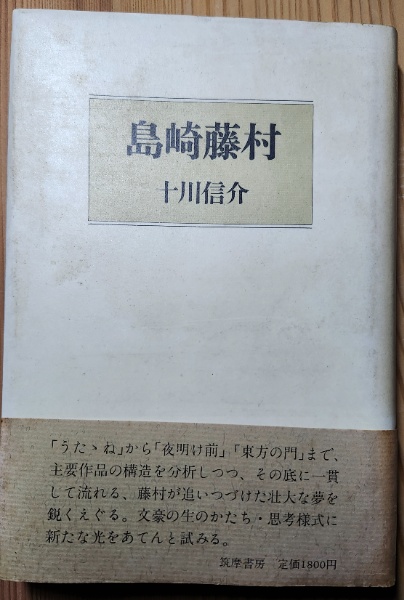 島崎藤村
十川信介
「うたゝね」から「夜明け前」「東方の門」まで、
主要作品の構造を分析しつつ、その底に一貫
して流れる、藤村が追いつづけた壮大な夢を
鋭くえぐる。文豪の生のかたち・思考様式に
新たな光をあてんと試みる。
筑摩書房 定価1800円